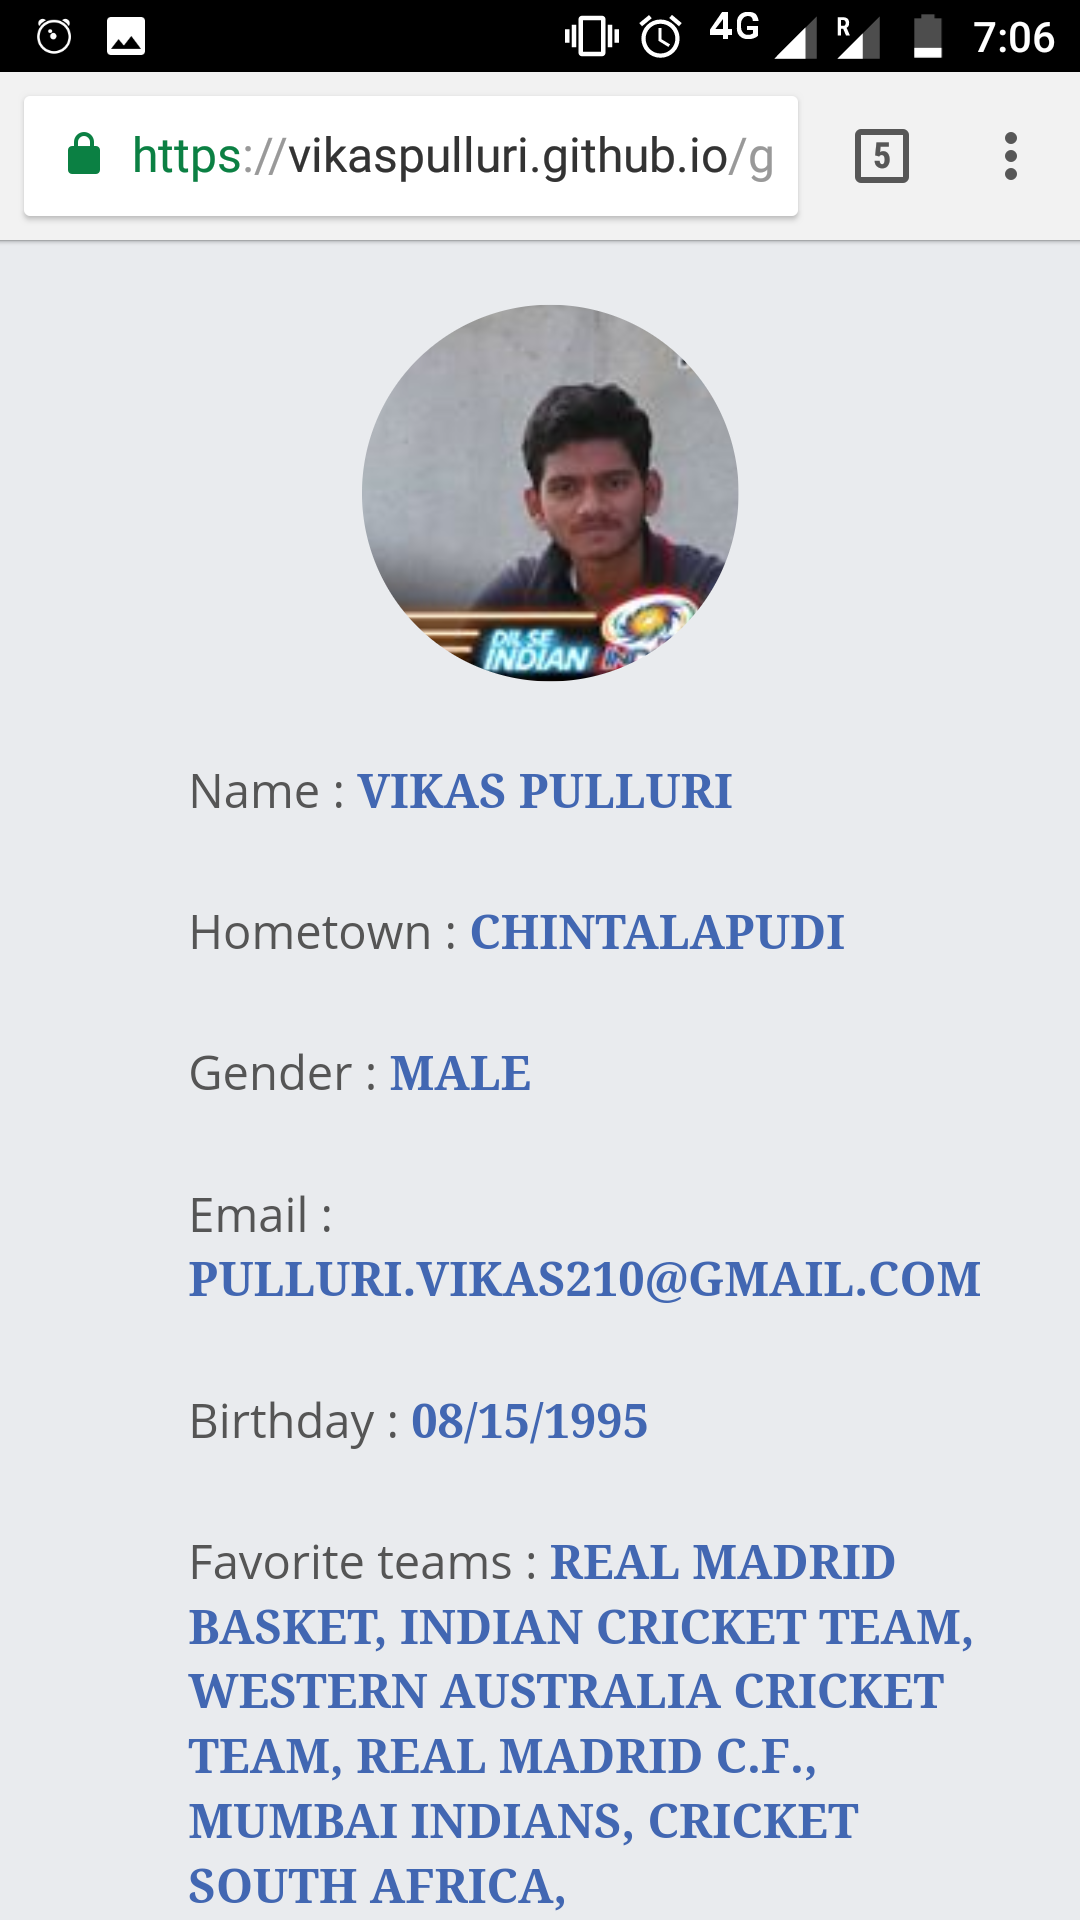 4G R 7:06
https://vikaspulluri.github.io/g
5
DIL SE
INDIAN
Name : VIKAS PULLURI
Hometown : CHINTALAPUDI
Gender : MALE
Email :
PULLURI.VIKAS210@GMAIL.COM
Birthday : 08/15/1995
Favorite teams : REAL MADRID
BASKET, INDIAN CRICKET TEAM,
WESTERN AUSTRALIA CRICKET
TEAM, REAL MADRID C.F.,
MUMBAI INDIANS, CRICKET
SOUTH AFRICA,